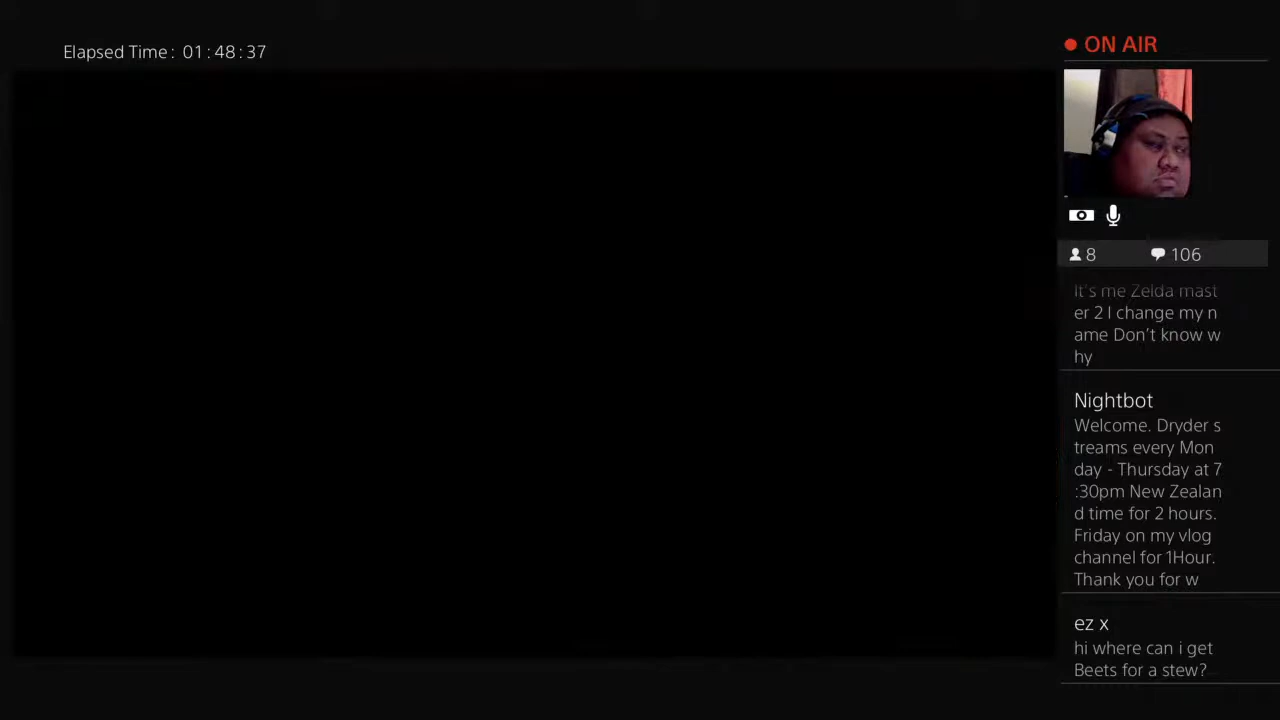 Elapsed Time: 01:48:37
ON AIR
8 106
It's me Zelda mast
er 2 I change my n
ame Don't know w
hy
Nightbot
Welcome. Dryder s
treams every Mon
day - Thursday at 7
:30pm New Zealan
d time for 2 hours.
Friday on my vlog
channel for 1Hour.
Thank you for w
ez x
hi where can i get
Beets for a stew?